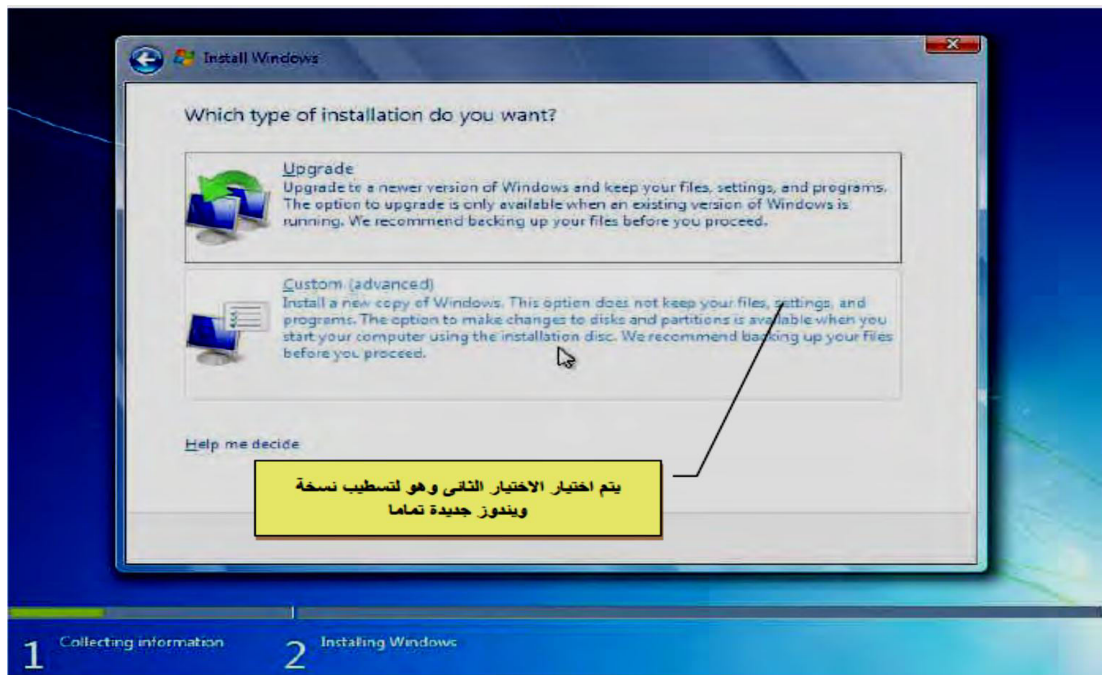 Install Windows
Which type of installation do you want?
Upgrade
Upgrade to a newer version of Windows and keep your files, settings, and programs.
The option to upgrade is only available when an existing version of Windows is
running. We recommend backing up your files before you proceed.
Custom (advanced)
Install a new copy of Windows. This option does not keep your files, settings, and
programs. The option to make changes to disks and partitions is available when you
start your computer using the installation disc. We recommend backing up your files
before you proceed.
Help me decide
يتم اختيار الاختيار الثانى وهو لتسطيب نسخة
ويندوز جديدة تماما
1 Collecting information 2 Installing Windows